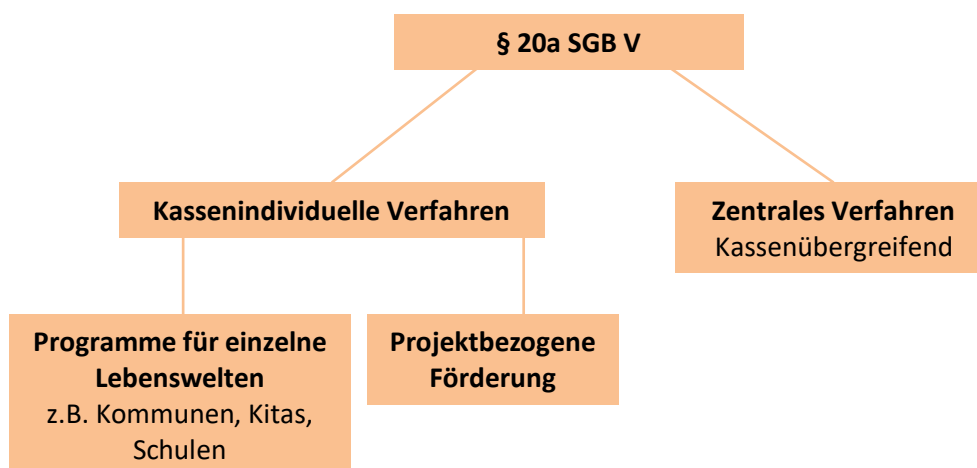 § 20a SGB V
Kassenindividuelle Verfahren
Zentrales Verfahren
Kassenübergreifend
Programme für einzelne
Lebenswelten
z.B. Kommunen, Kitas,
Schulen
Projektbezogene
Förderung